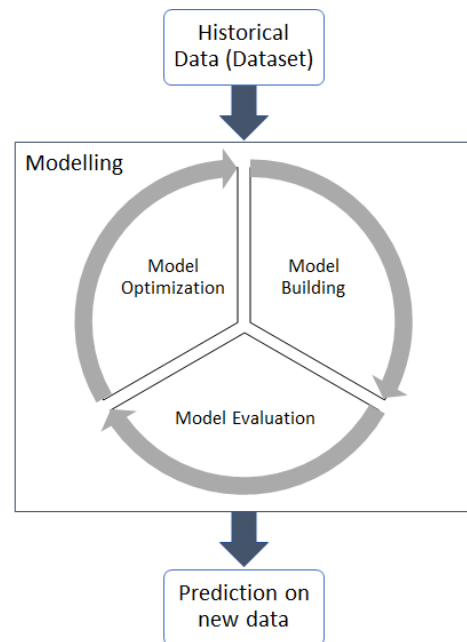 Historical
Data (Dataset)
Modelling
Model
Optimization
Model
Building
Model Evaluation
Prediction on
new data